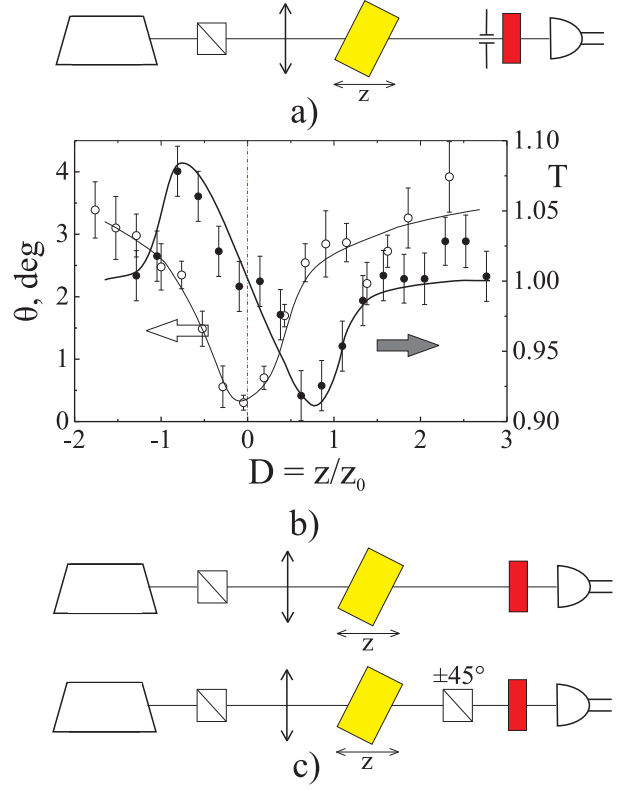 z
a)
4
3
2
1
0
θ, deg
1.10
1.05
1.00
0.95
0.90
T
-2 -1 0 1 2 3
D = z/z₀
b)
z
±45°
z
c)